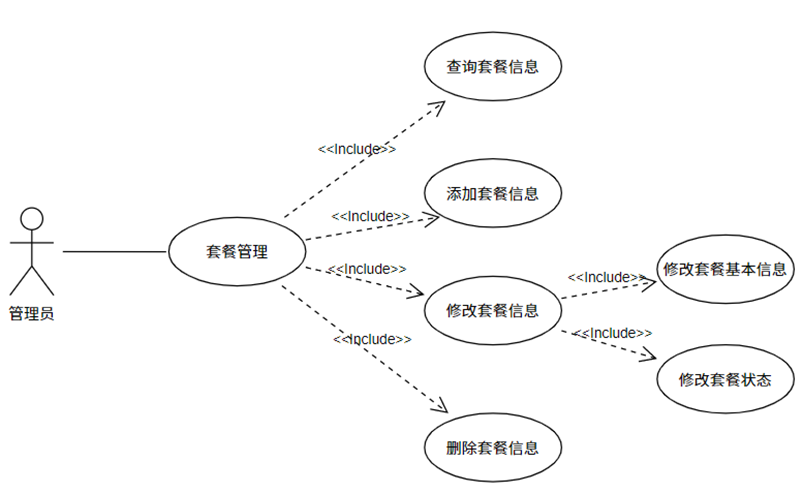 查询套餐信息
<<Include>>
添加套餐信息
<<Include>>
套餐管理
<<Include>>
修改套餐信息
<<Include>>
修改套餐基本信息
<<Include>>
修改套餐状态
<<Include>>
删除套餐信息
管理员